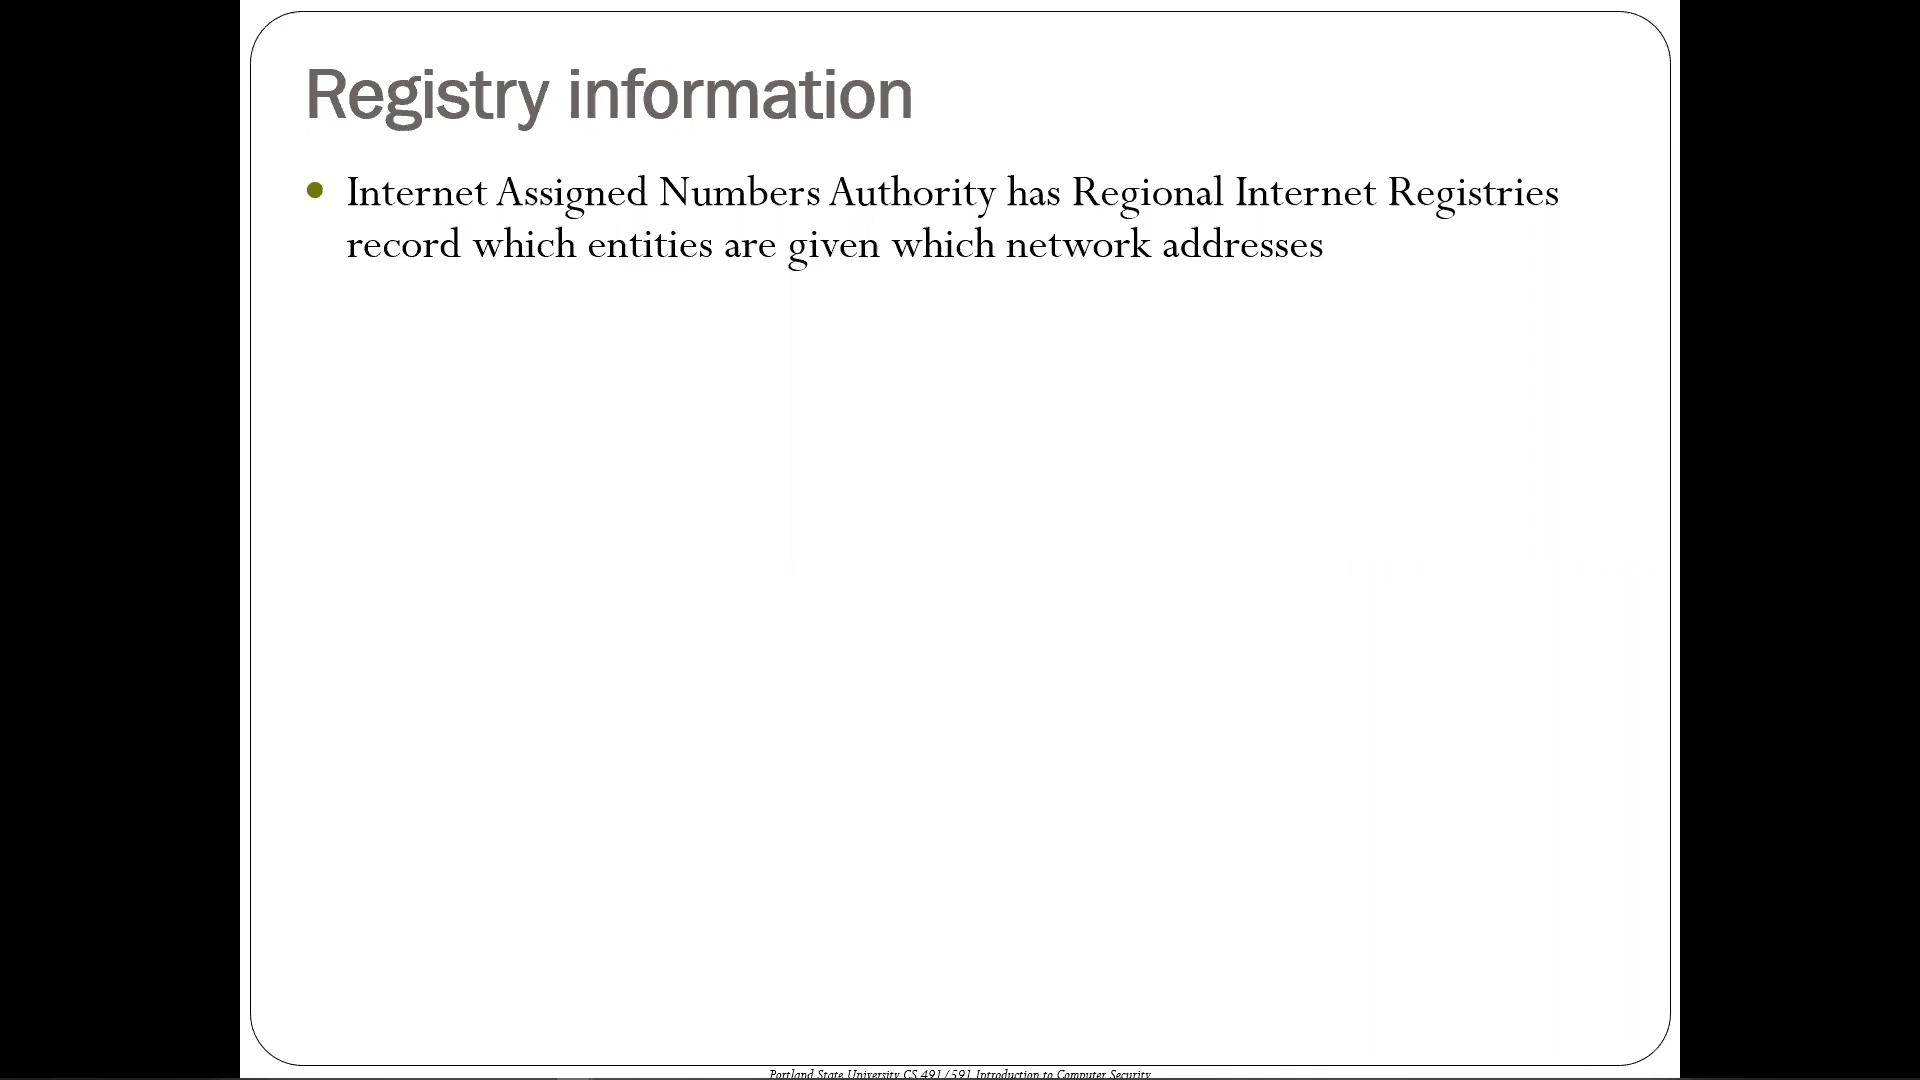 Registry information
Internet Assigned Numbers Authority has Regional Internet Registries
record which entities are given which network addresses
Portland State University CS 491/591 Introduction to Computer Security